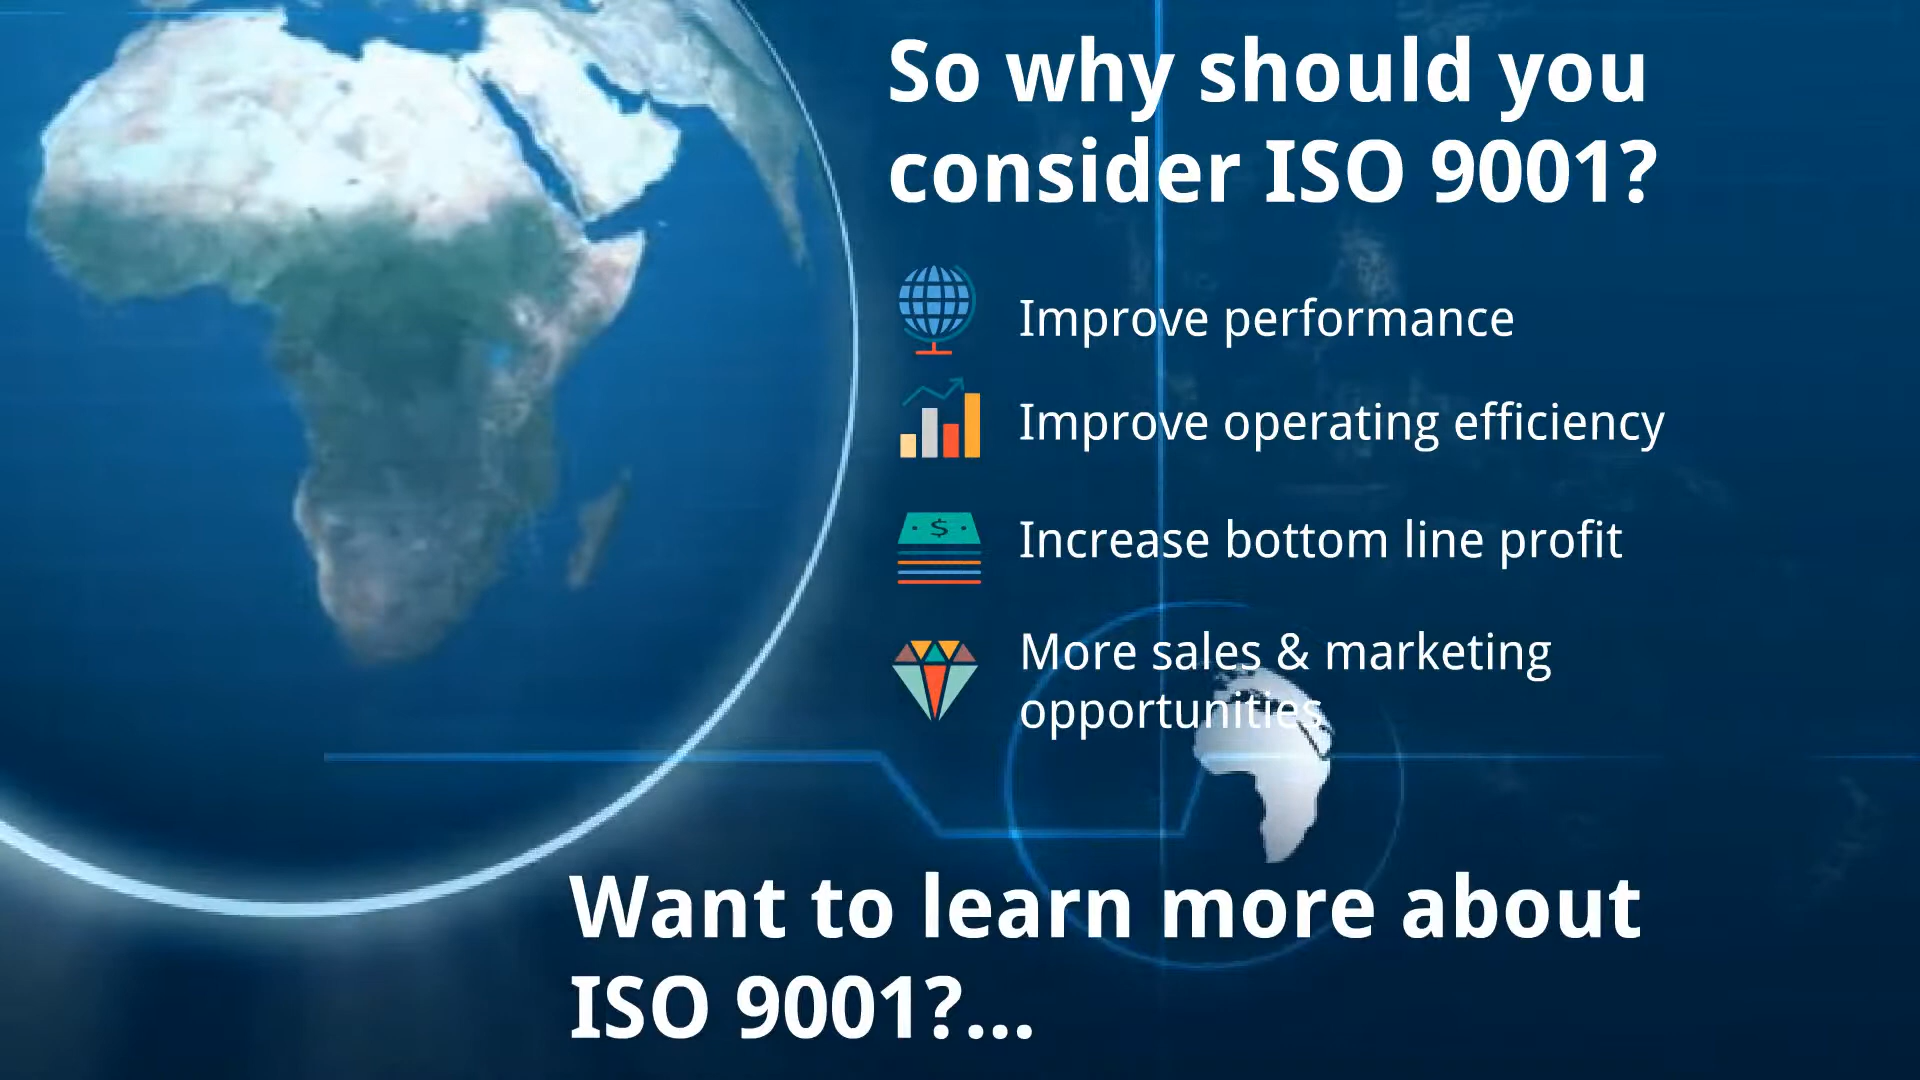 So why should you
consider ISO 9001?
Improve performance
Improve operating efficiency
$
Increase bottom line profit
More sales & marketing
opportunities
Want to learn more about
ISO 9001?...